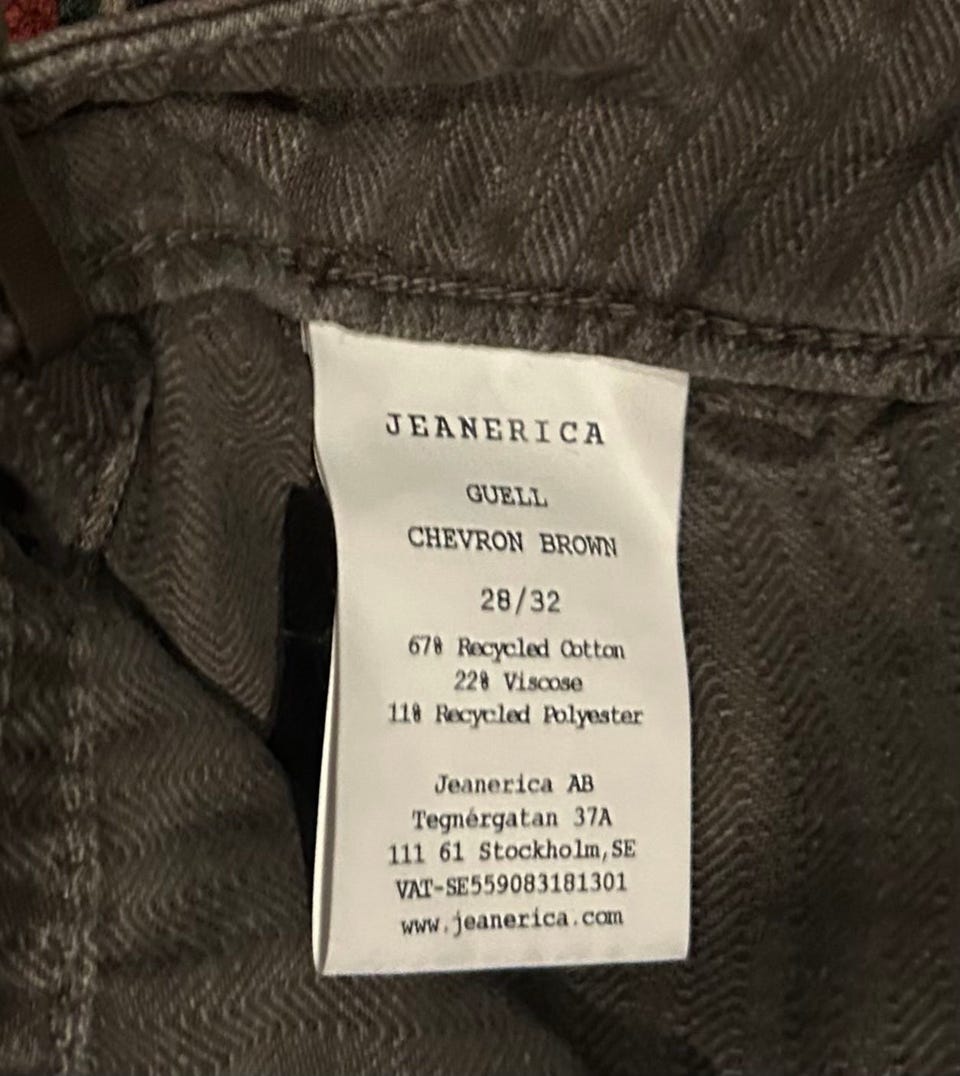 JEANERICA
GUELL
CHEVRON BROWN
28/32
67% Recycled Cotton
22% Viscose
11% Recycled Polyester
Jeanerica AB
Tegnérgatan 37A
111 61 Stockholm,SE
VAT-SE559083181301
www.jeanerica.com